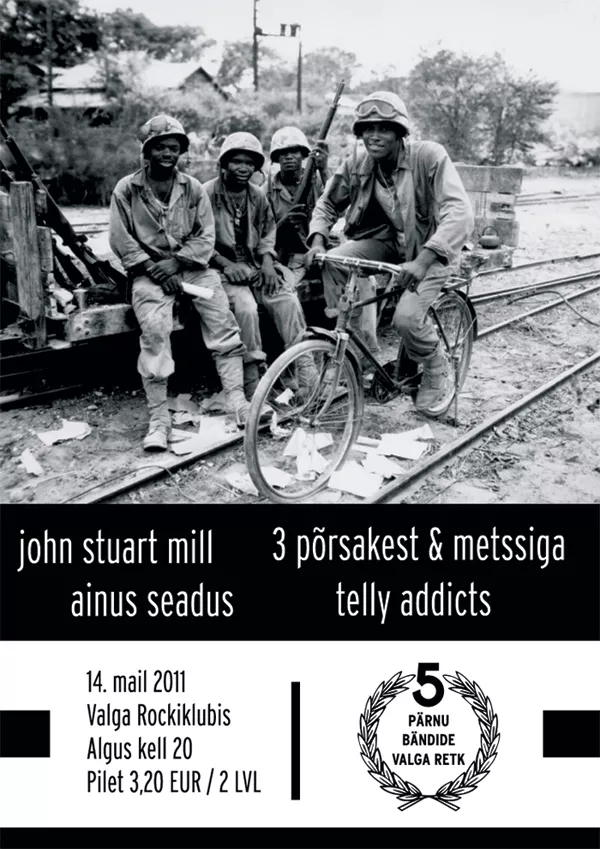 john stuart mill
ainus seadus
3 põrsakest & metssiga
telly addicts
14. mail 2011
Valga Rockiklubis
Algus kell 20
Pilet 3,20 EUR / 2 LVL
5
PÄRNU
BÄNDIDE
VALGA RETK